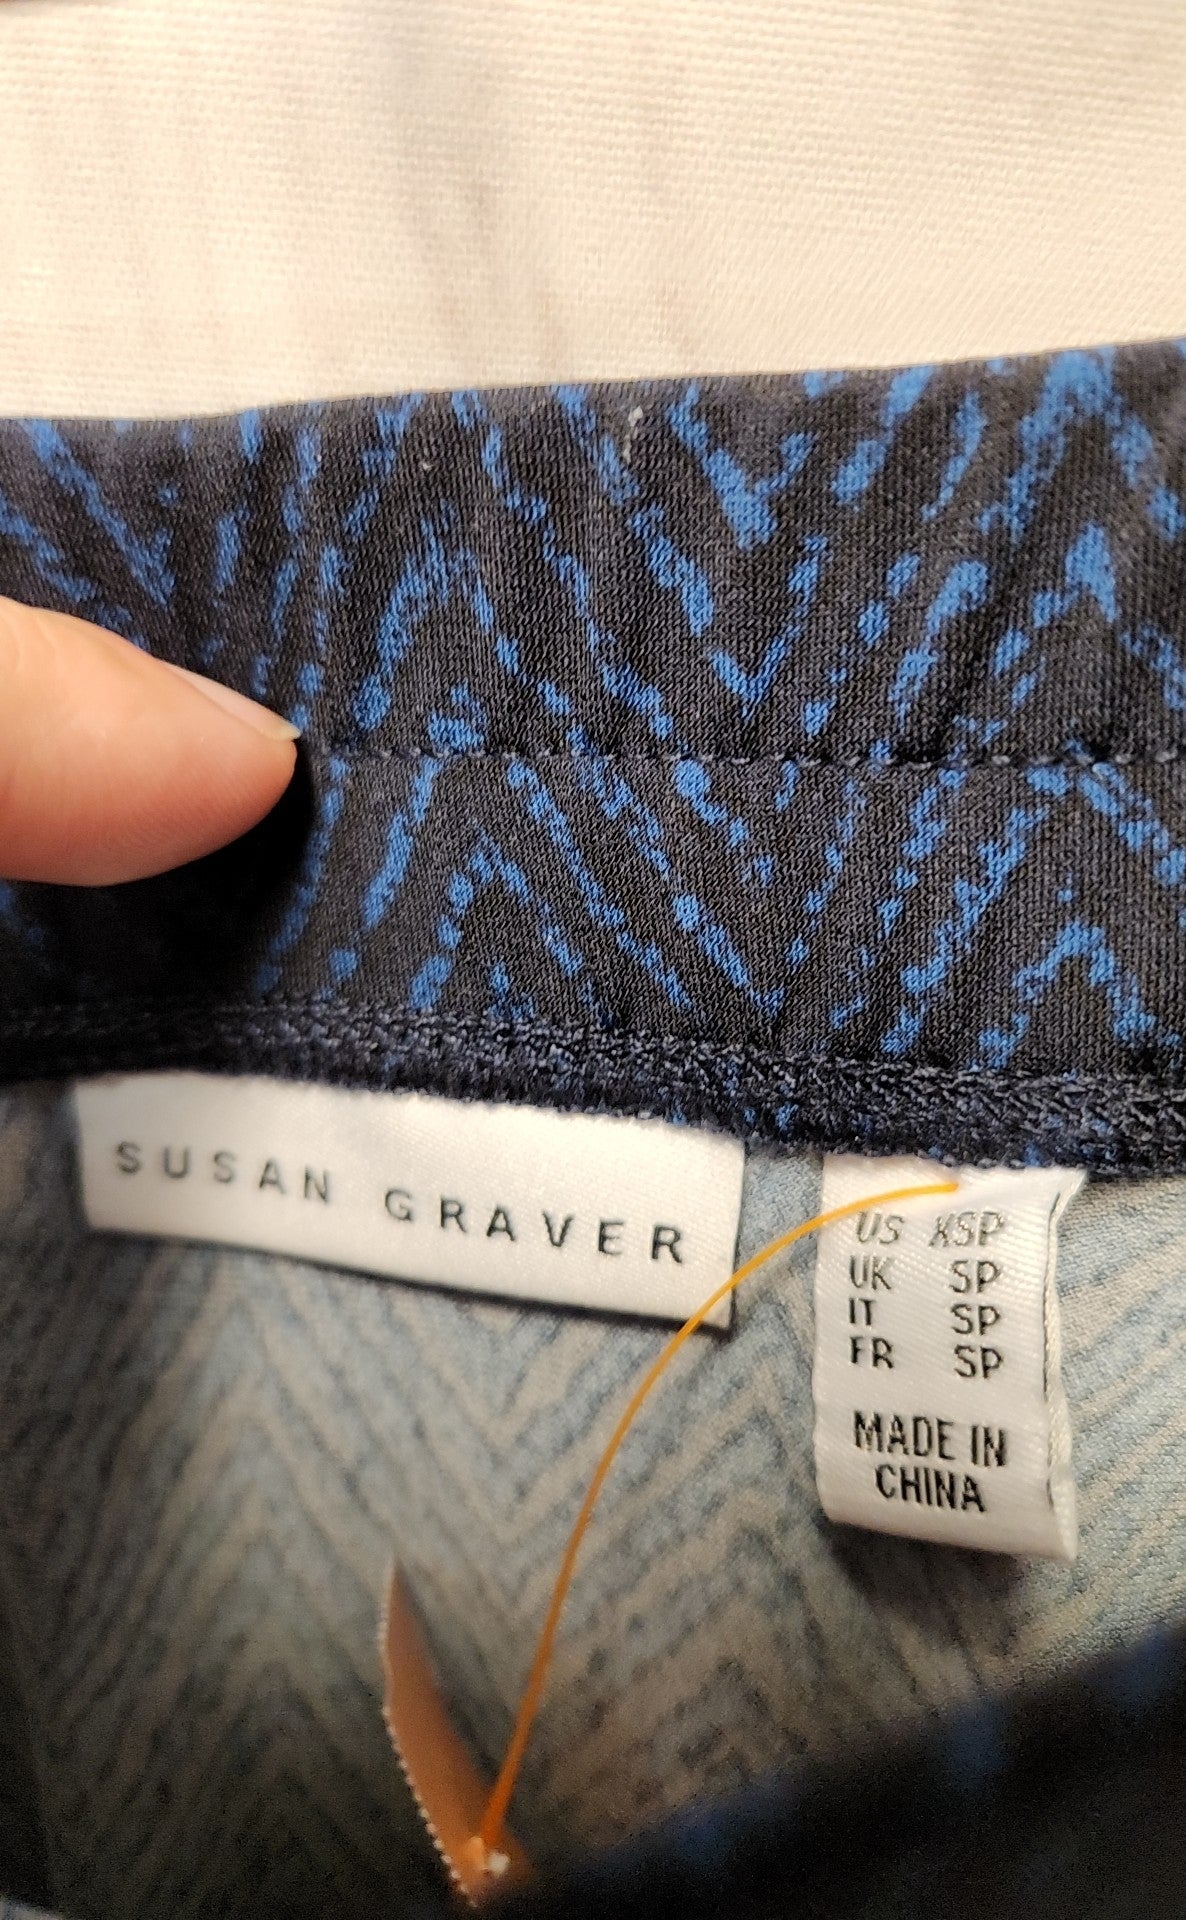 SUSAN GRAVER
US XSP
UK SP
IT SP
FR SP
MADE IN
CHINA